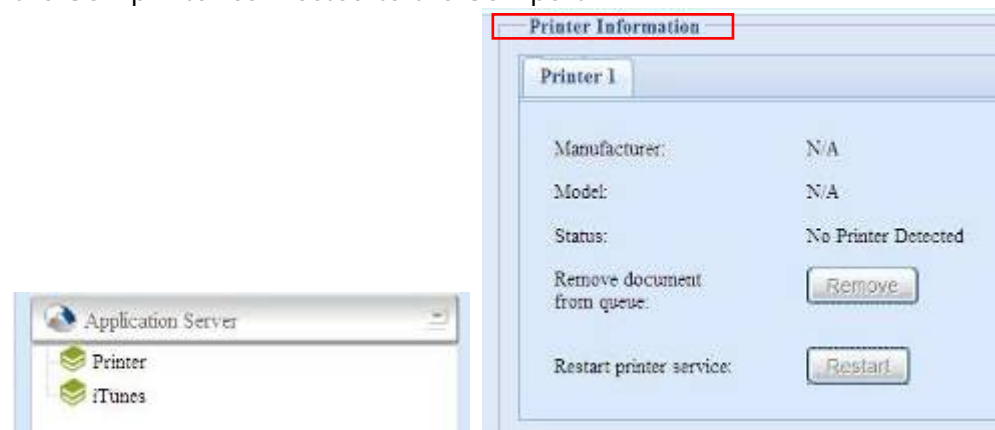 Printer Information
Printer 1
Manufacturer: N/A
Model: N/A
Status: No Printer Detected
Remove document
from queue: Remove
Restart printer service: Restart
Application Server
Printer
iTunes